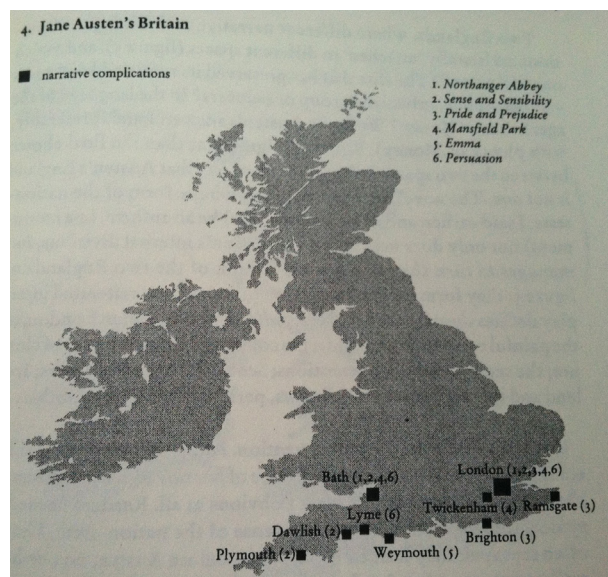 4. Jane Austen's Britain
narrative complications
1. Northanger Abbey
2. Sense and Sensibility
3. Pride and Prejudice
4. Mansfield Park
5. Emma
6. Persuasion
Bath (1,2,4,6)
London (1,2,3,4,6)
Lyme (6)
Twickenham (4)
Ramsgate (3)
Dawlish (2)
Brighton (3)
Plymouth (2)
Weymouth (5)